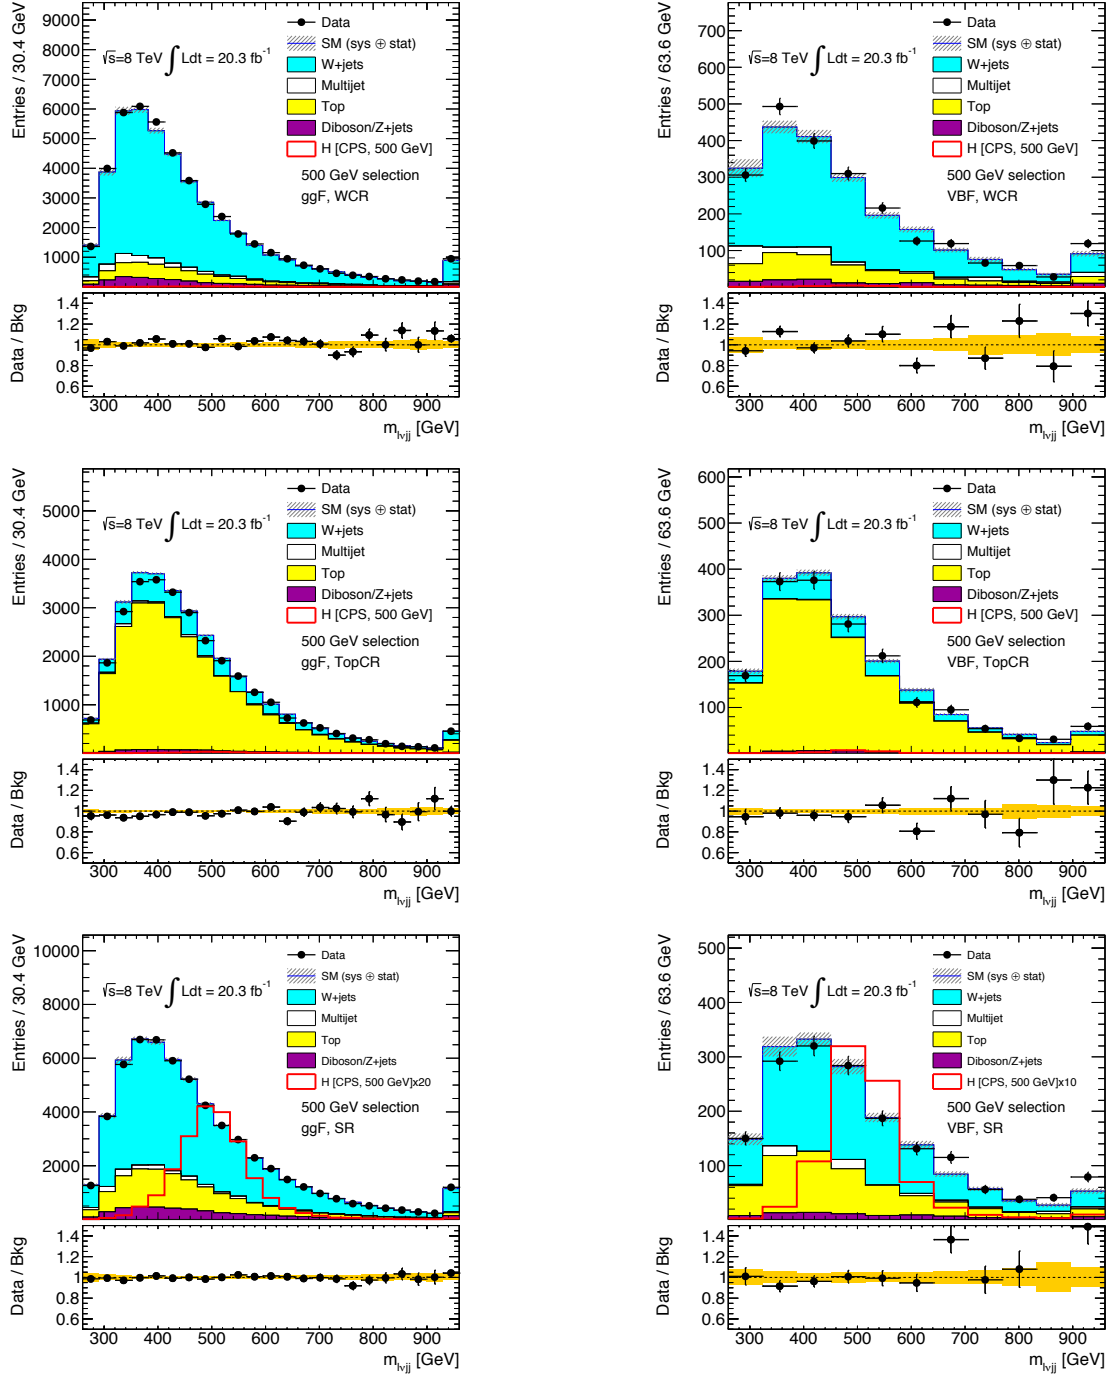 Entries / 30.4 GeV
9000
8000
7000
6000
5000
4000
3000
2000
1000
√s=8 TeV ∫ Ldt = 20.3 fb⁻¹
Data
SM (sys ⊕ stat)
W+jets
Multijet
Top
Diboson/Z+jets
H [CPS, 500 GeV]
500 GeV selection
ggF, WCR
Data / Bkg
1.4
1.2
1
0.8
0.6
300 400 500 600 700 800 900
m_lνjj [GeV]
Entries / 63.6 GeV
700
600
500
400
300
200
100
√s=8 TeV ∫ Ldt = 20.3 fb⁻¹
Data
SM (sys ⊕ stat)
W+jets
Multijet
Top
Diboson/Z+jets
H [CPS, 500 GeV]
500 GeV selection
VBF, WCR
Data / Bkg
1.4
1.2
1
0.8
0.6
300 400 500 600 700 800 900
m_lνjj [GeV]
Entries / 30.4 GeV
5000
4000
3000
2000
1000
√s=8 TeV ∫ Ldt = 20.3 fb⁻¹
Data
SM (sys ⊕ stat)
W+jets
Multijet
Top
Diboson/Z+jets
H [CPS, 500 GeV]
500 GeV selection
ggF, TopCR
Data / Bkg
1.4
1.2
1
0.8
0.6
300 400 500 600 700 800 900
m_lνjj [GeV]
Entries / 63.6 GeV
600
500
400
300
200
100
√s=8 TeV ∫ Ldt = 20.3 fb⁻¹
Data
SM (sys ⊕ stat)
W+jets
Multijet
Top
Diboson/Z+jets
H [CPS, 500 GeV]
500 GeV selection
VBF, TopCR
Data / Bkg
1.4
1.2
1
0.8
0.6
300 400 500 600 700 800 900
m_lνjj [GeV]
Entries / 30.4 GeV
10000
8000
6000
4000
2000
√s=8 TeV ∫ Ldt = 20.3 fb⁻¹
Data
SM (sys ⊕ stat)
W+jets
Multijet
Top
Diboson/Z+jets
H [CPS, 500 GeV]x20
500 GeV selection
ggF, SR
Data / Bkg
1.4
1.2
1
0.8
0.6
300 400 500 600 700 800 900
m_lνjj [GeV]
Entries / 63.6 GeV
500
400
300
200
100
√s=8 TeV ∫ Ldt = 20.3 fb⁻¹
Data
SM (sys ⊕ stat)
W+jets
Multijet
Top
Diboson/Z+jets
H [CPS, 500 GeV]x10
500 GeV selection
VBF, SR
Data / Bkg
1.4
1.2
1
0.8
0.6
300 400 500 600 700 800 900
m_lνjj [GeV]